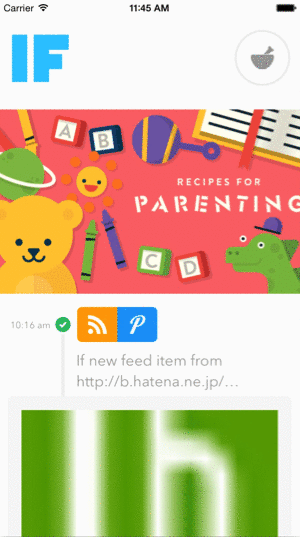 Carrier 11:45 AM
IF
A
B
RECIPES FOR
PARENTING
C
D
10:16 am
If new feed item from
http://b.hatena.ne.jp/…